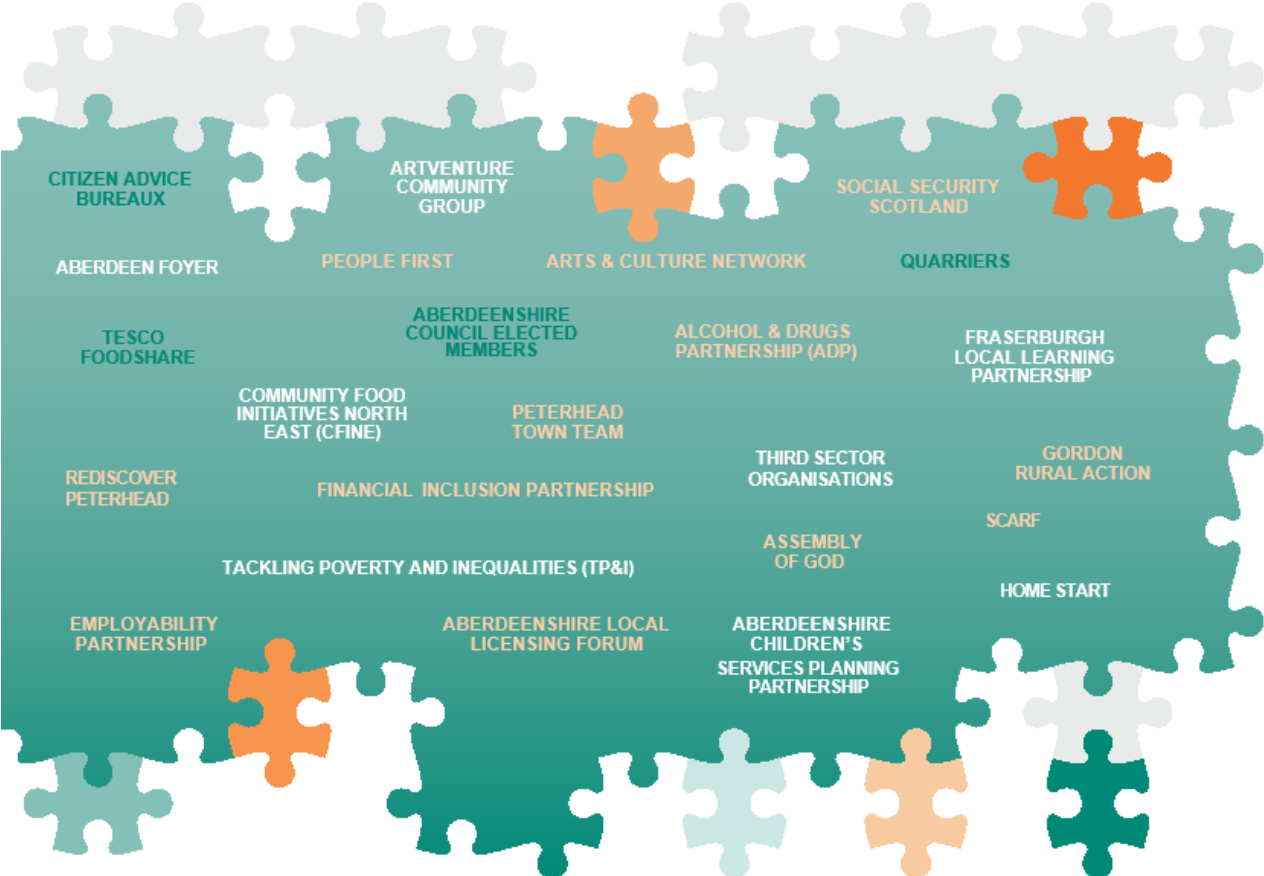 CITIZEN ADVICE
BUREAUX
ARTVENTURE
COMMUNITY
GROUP
SOCIAL SECURITY
SCOTLAND
ABERDEEN FOYER
PEOPLE FIRST
ARTS & CULTURE NETWORK
QUARRIERS
TESCO
FOODSHARE
ABERDEENSHIRE
COUNCIL ELECTED
MEMBERS
ALCOHOL & DRUGS
PARTNERSHIP (ADP)
FRASERBURGH
LOCAL LEARNING
PARTNERSHIP
COMMUNITY FOOD
INITIATIVES NORTH
EAST (CFINE)
PETERHEAD
TOWN TEAM
THIRD SECTOR
ORGANISATIONS
GORDON
RURAL ACTION
REDISCOVER
PETERHEAD
FINANCIAL INCLUSION PARTNERSHIP
SCARF
ASSEMBLY
OF GOD
TACKLING POVERTY AND INEQUALITIES (TP&I)
HOME START
EMPLOYABILITY
PARTNERSHIP
ABERDEENSHIRE LOCAL
LICENSING FORUM
ABERDEENSHIRE
CHILDREN'S
SERVICES PLANNING
PARTNERSHIP